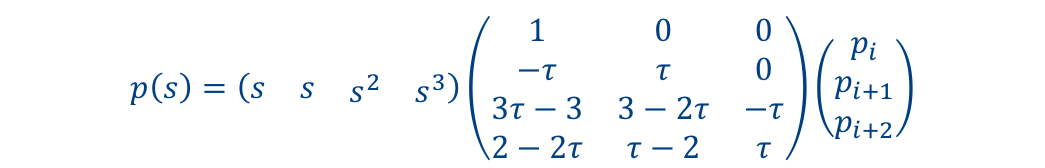 p(s) = (s s s² s³)
1 0 0
−τ τ 0
3τ − 3 3 − 2τ −τ
2 − 2τ τ − 2 τ
pᵢ
pᵢ₊₁
pᵢ₊₂